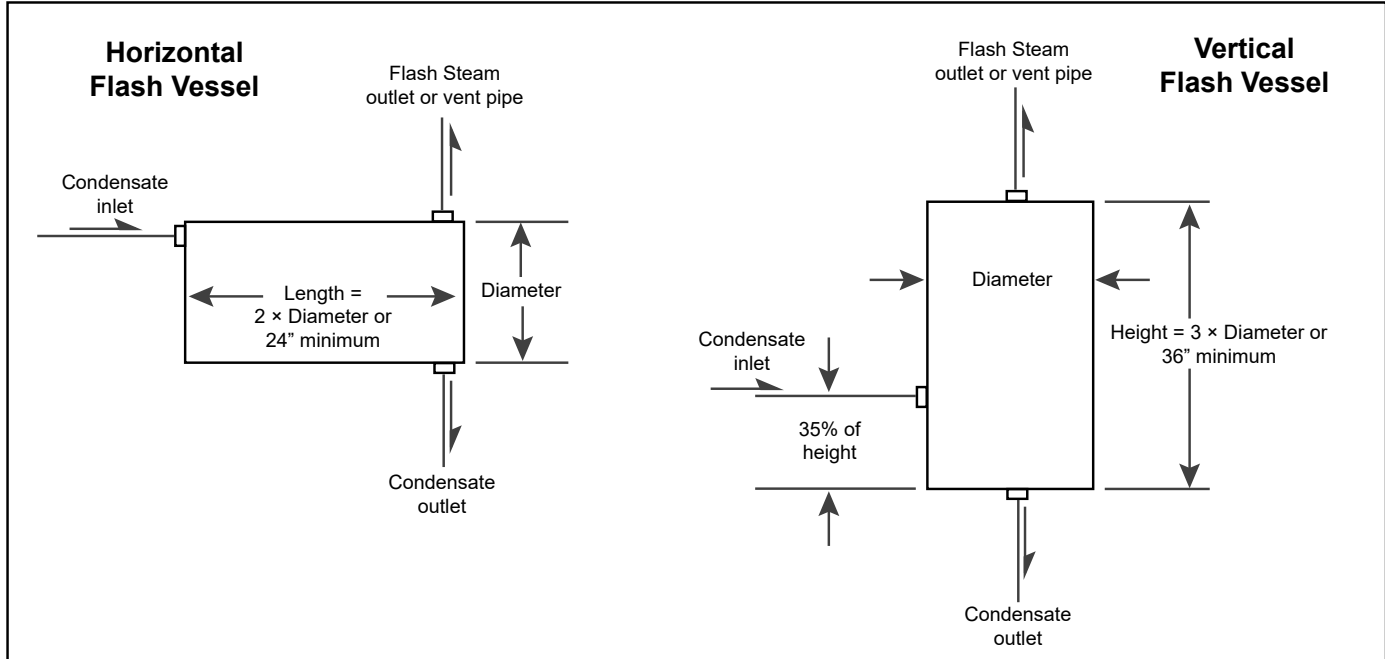 Horizontal
Flash Vessel
Flash Steam
outlet or vent pipe
Condensate
inlet
Length =
2 × Diameter or
24” minimum
Diameter
Condensate
outlet
Flash Steam
outlet or vent pipe
Vertical
Flash Vessel
Diameter
Condensate
inlet
35% of
height
Height = 3 × Diameter or
36” minimum
Condensate
outlet